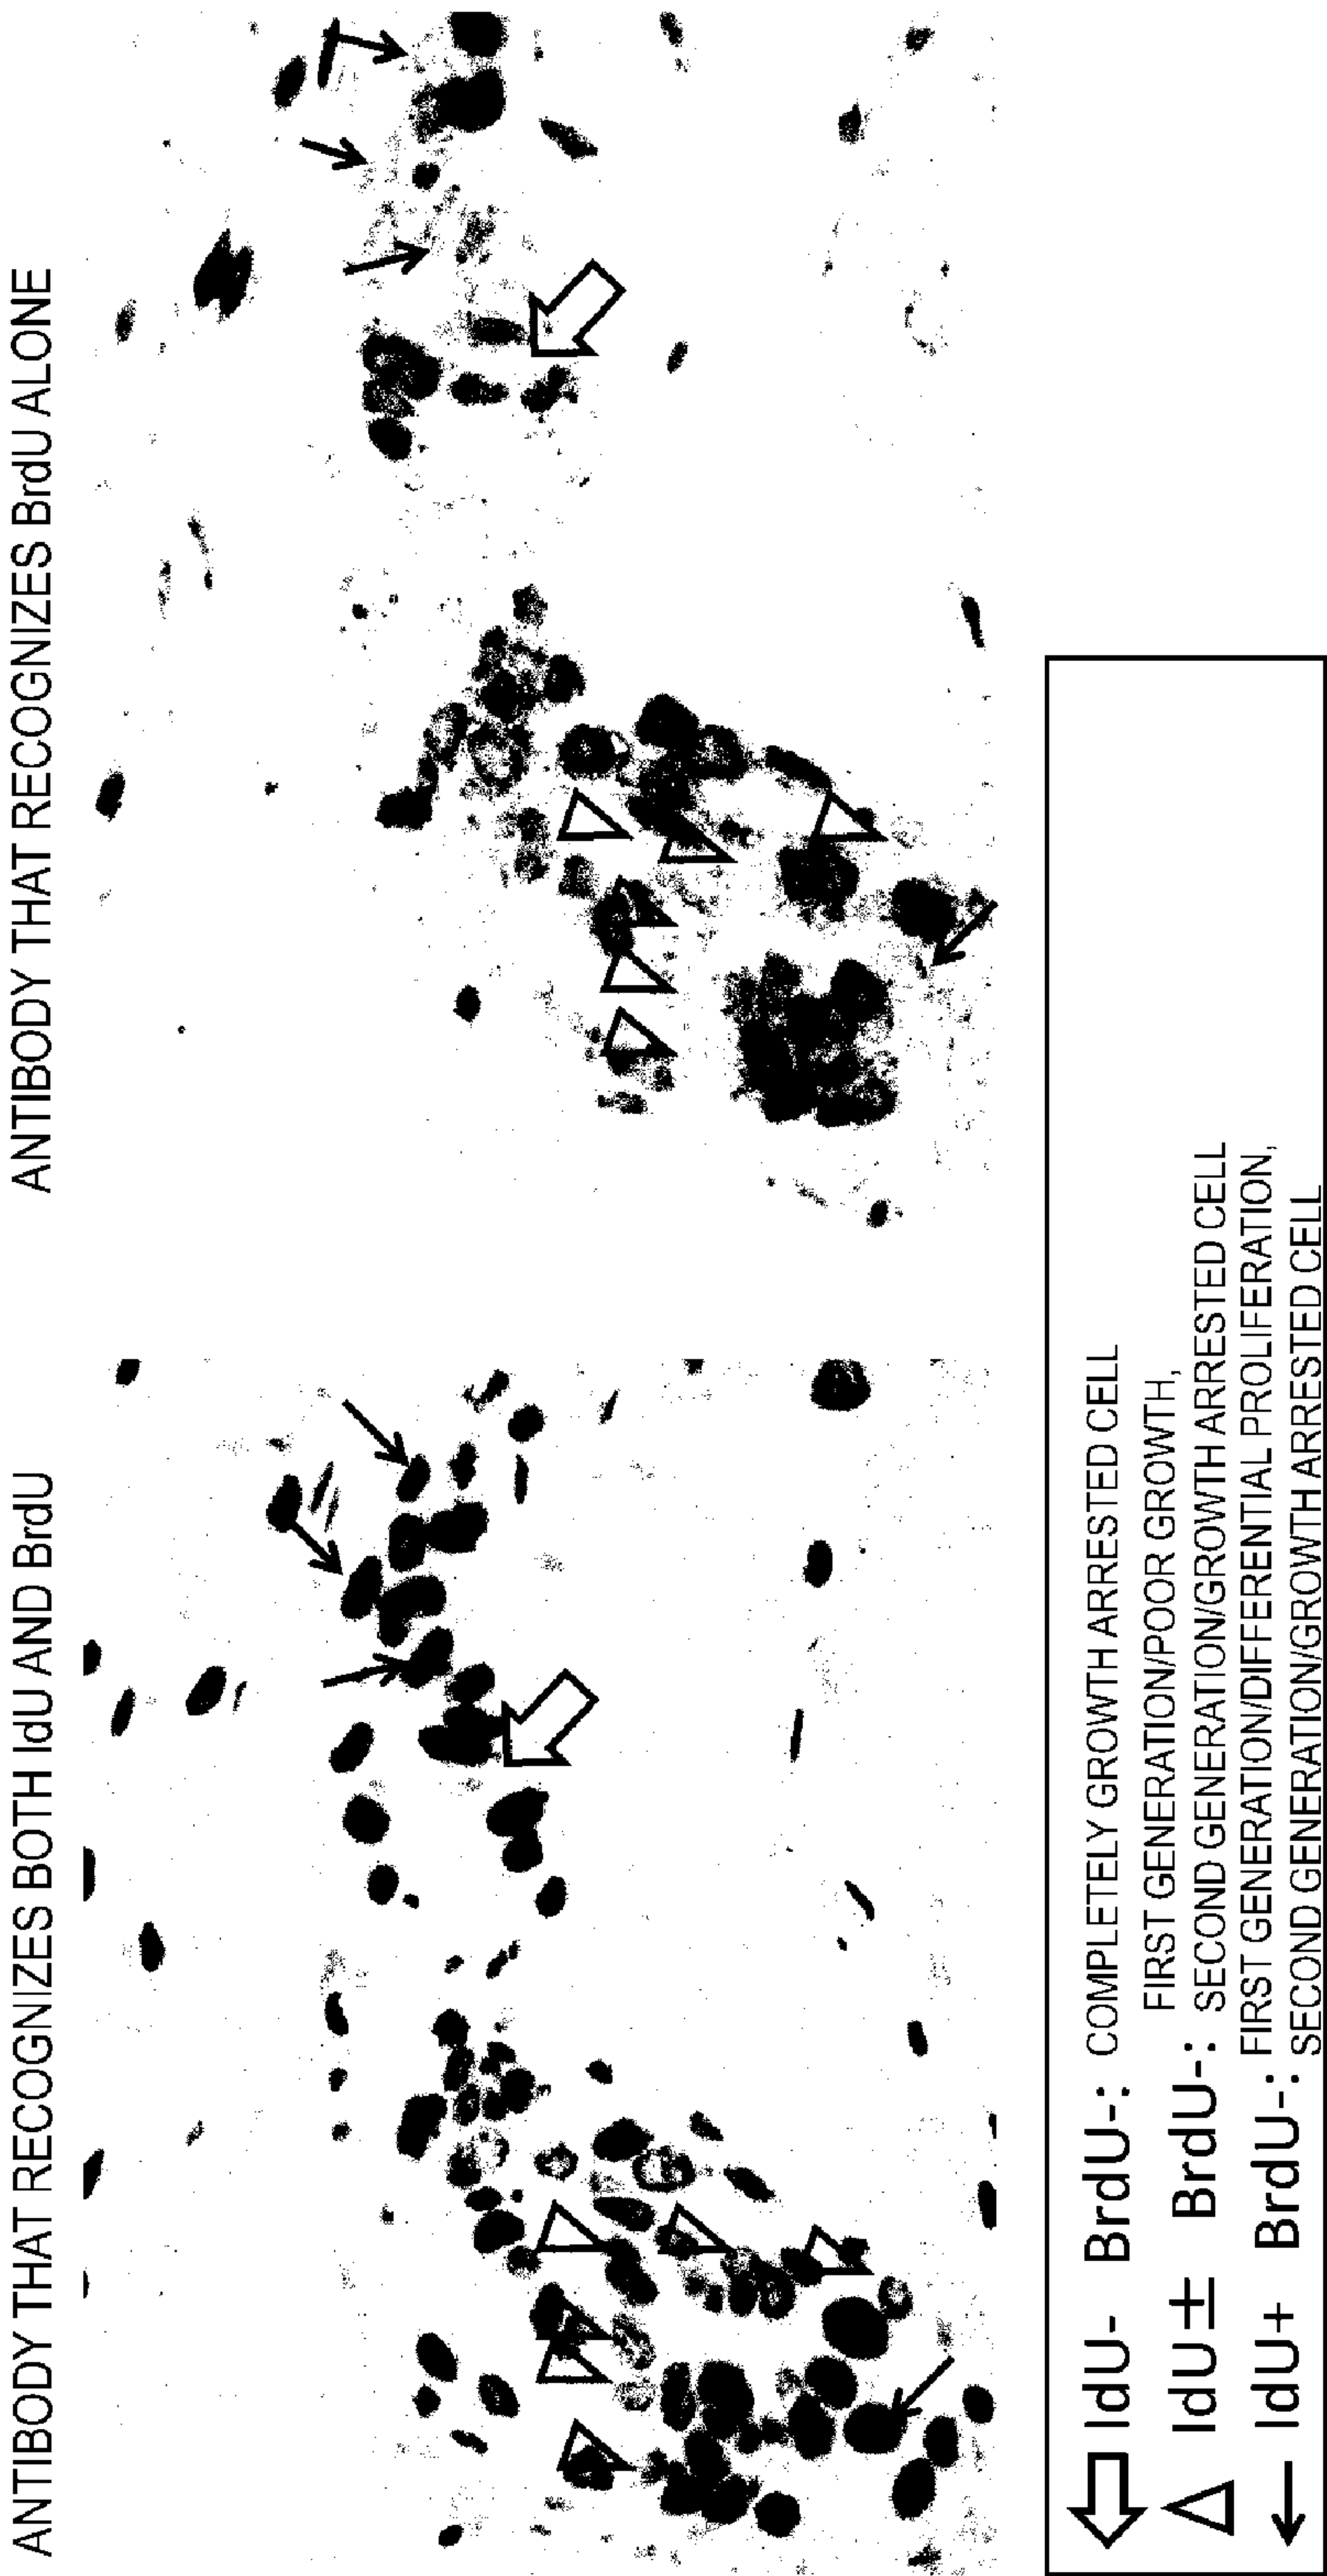 ANTIBODY THAT RECOGNIZES BOTH IdU AND BrdU
ANTIBODY THAT RECOGNIZES BrdU ALONE
IdU- BrdU-: COMPLETELY GROWTH ARRESTED CELL
FIRST GENERATION/POOR GROWTH,
IdU± BrdU-: SECOND GENERATION/GROWTH ARRESTED CELL
FIRST GENERATION/DIFFERENTIAL PROLIFERATION,
IdU+ BrdU-: SECOND GENERATION/GROWTH ARRESTED CELL